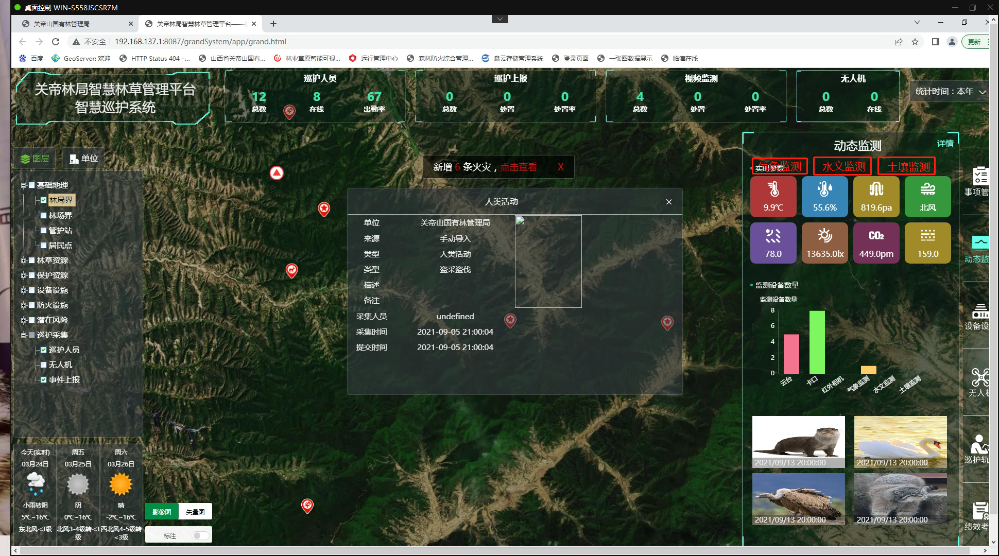 桌面控制 WIN-S558JSCSR7M
关帝山国有林管理局
关帝林局智慧林草管理平台——
不安全
192.168.137.1:8087/grandSystem/app/grand.html
更新
百度
GeoServer: 欢迎
HTTP Status 404 –...
山西省关帝山国有...
林业草原智能可视...
运行管理中心
森林防火综合管理...
鑫云存储管理系统
登录页面
一张图数据展示
临漳在线
关帝林局智慧林草管理平台
智慧巡护系统
巡护人员
12 8 67
总数 在线 出勤率
巡护上报
0 0 0
总数 处置 处置率
视频监测
4 0 0
总数 处置 处置率
无人机
0 0
总数 在线
统计时间：本年
图层
单位
基础地理
林局界
林场界
管护站
居民点
林草资源
保护资源
设备设施
防火设施
潜在风险
巡护采集
巡护人员
无人机
事件上报
新增 6 条火灾，点击查看 X
人类活动
单位 关帝山国有林管理局
来源 手动导入
类型 人类活动
类型 盗采盗伐
描述
备注
采集人员 undefined
采集时间 2021-09-05 21:00:04
提交时间 2021-09-05 21:00:04
动态监测
详情
实时参数
气象监测 水文监测 土壤监测
9.9℃ 55.6% 819.6pa 北风
CO₂
78.0 13635.0lx 449.0pm 159.0
监测设备数量
监测设备数量
8
6
4
2
0
云台 卡口 红外相机 气象监测 水文监测 土壤监测
2021/09/13 20:00:00
2021/09/13 20:00:00
2021/09/13 20:00:00
2021/09/13 20:00:00
事项管
动态监
设备设
无人机
巡护轨
绩效考
今天(实时) 周五 周六
03月24日 03月25日 03月26日
小雨转阴 阴 晴
5℃~16℃ 0℃~16℃ -2℃~16℃
东北风<3级 北风3-4级转<3级 西北风4-5级转<3级
影像图 矢量图
标注